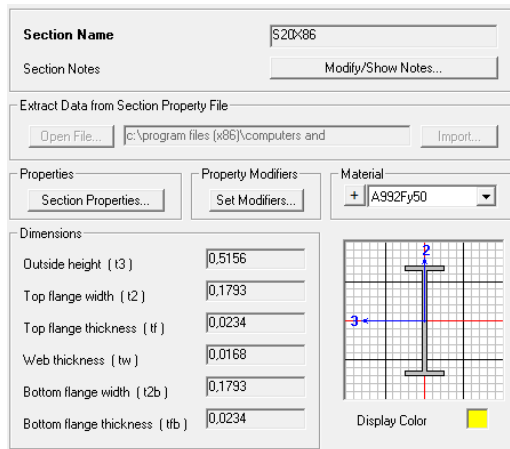 Section Name S20X86
Section Notes Modify/Show Notes...
Extract Data from Section Property File
Open File... c:\program files (x86)\computers and Import...
Properties Property Modifiers Material
Section Properties... Set Modifiers... + A992Fy50
Dimensions
Outside height ( t3 ) 0,5156
Top flange width ( t2 ) 0,1793
Top flange thickness ( tf ) 0,0234
Web thickness ( tw ) 0,0168
Bottom flange width ( t2b ) 0,1793
Bottom flange thickness ( tfb ) 0,0234
2
3
Display Color